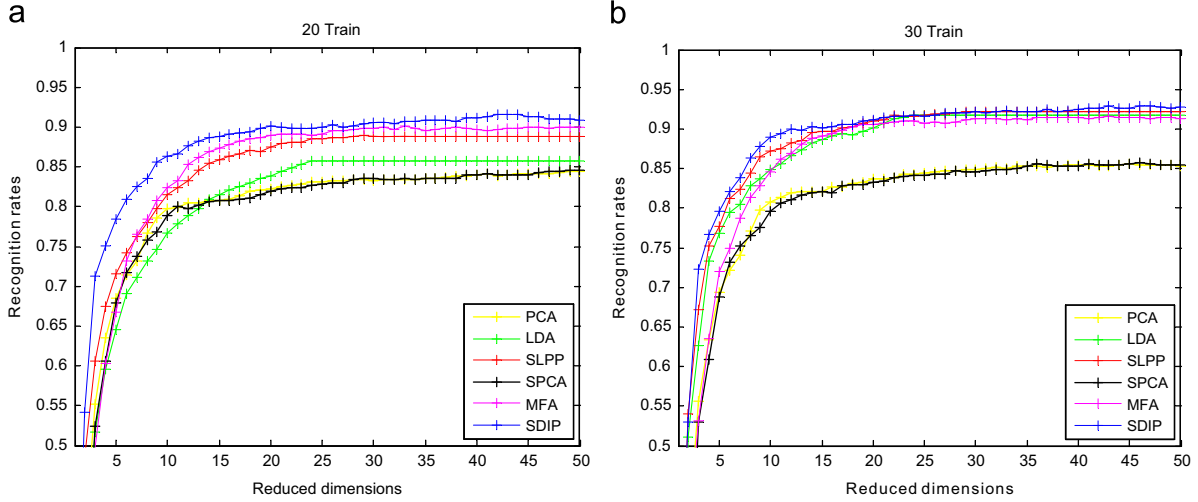 a
20 Train
Recognition rates
1
0.95
0.9
0.85
0.8
0.75
0.7
0.65
0.6
0.55
0.5
5 10 15 20 25 30 35 40 45 50
Reduced dimensions
PCA
LDA
SLPP
SPCA
MFA
SDIP
b
30 Train
Recognition rates
1
0.95
0.9
0.85
0.8
0.75
0.7
0.65
0.6
0.55
0.5
5 10 15 20 25 30 35 40 45 50
Reduced dimensions
PCA
LDA
SLPP
SPCA
MFA
SDIP